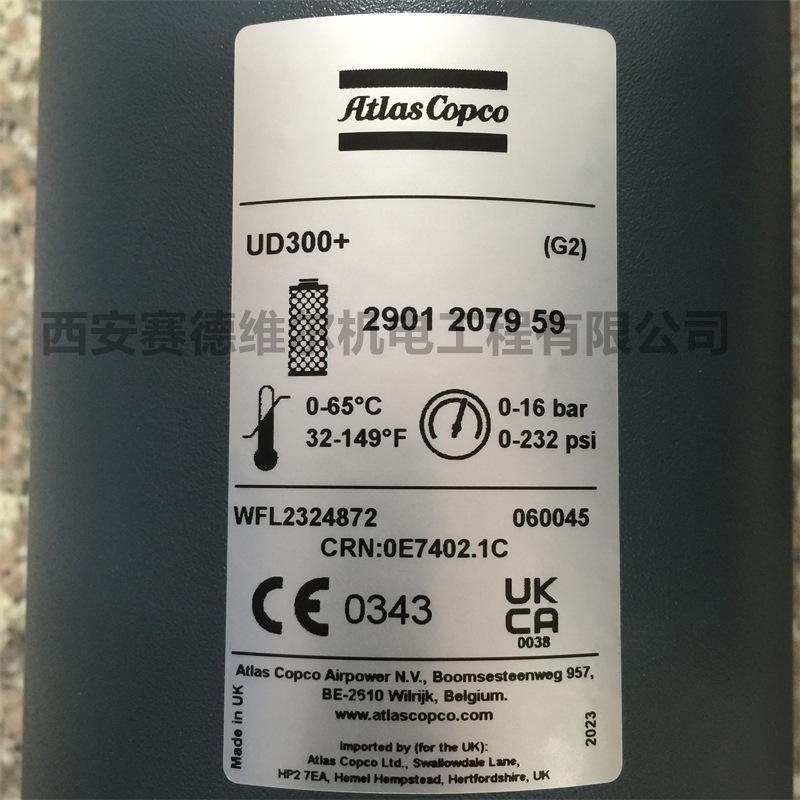 Atlas Copco
UD300+ (G2)
2901 2079 59
西安赛德维尔机电工程有限公司
0-65°C
32-149°F
0-16 bar
0-232 psi
WFL2324872 060045
CRN:0E7402.1C
CE 0343
UK
CA
0038
Atlas Copco Airpower N.V., Boomsesteenweg 957,
BE-2610 Wilrijk, Belgium.
www.atlascopco.com
Made in UK
2023
Imported by (for the UK):
Atlas Copco Ltd., Swallowdale Lane,
HP2 7EA, Hemel Hempstead, Hertfordshire, UK